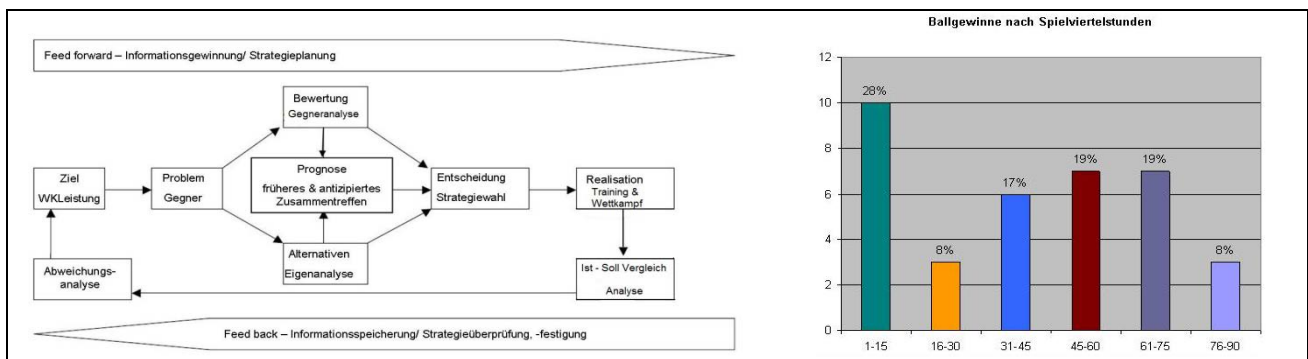 Feed forward – Informationsgewinnung/ Strategieplanung
Bewertung
Gegneranalyse
Ziel
WKLeistung
Problem
Gegner
Prognose
früheres & antizipiertes
Zusammentreffen
Entscheidung
Strategiewahl
Realisation
Training &
Wettkampf
Alternativen
Eigenanalyse
Abweichungs-
analyse
Ist - Soll Vergleich
Analyse
Feed back – Informationsspeicherung/ Strategieüberprüfung, -festigung
Ballgewinne nach Spielviertelstunden
12
10
8
6
4
2
0
28%
8%
17%
19%
19%
8%
1-15
16-30
31-45
45-60
61-75
76-90